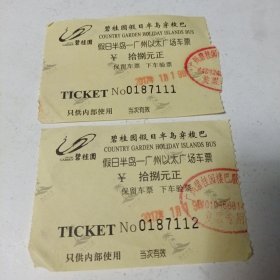 碧桂园
碧桂园假日半岛穿梭巴
COUNTRY GARDEN HOLIDAY ISLANDS BUS
假日半岛—广州以太广场车票
￥ 拾捌元正
保留车票 下车验票
TICKET No0187111
只供内部使用 当次有效
碧桂园
碧桂园假日半岛穿梭巴
COUNTRY GARDEN HOLIDAY ISLANDS BUS
假日半岛—广州以太广场车票
￥ 拾捌元正
保留车票 下车验票
TICKET No0187112
只供内部使用 当次有效